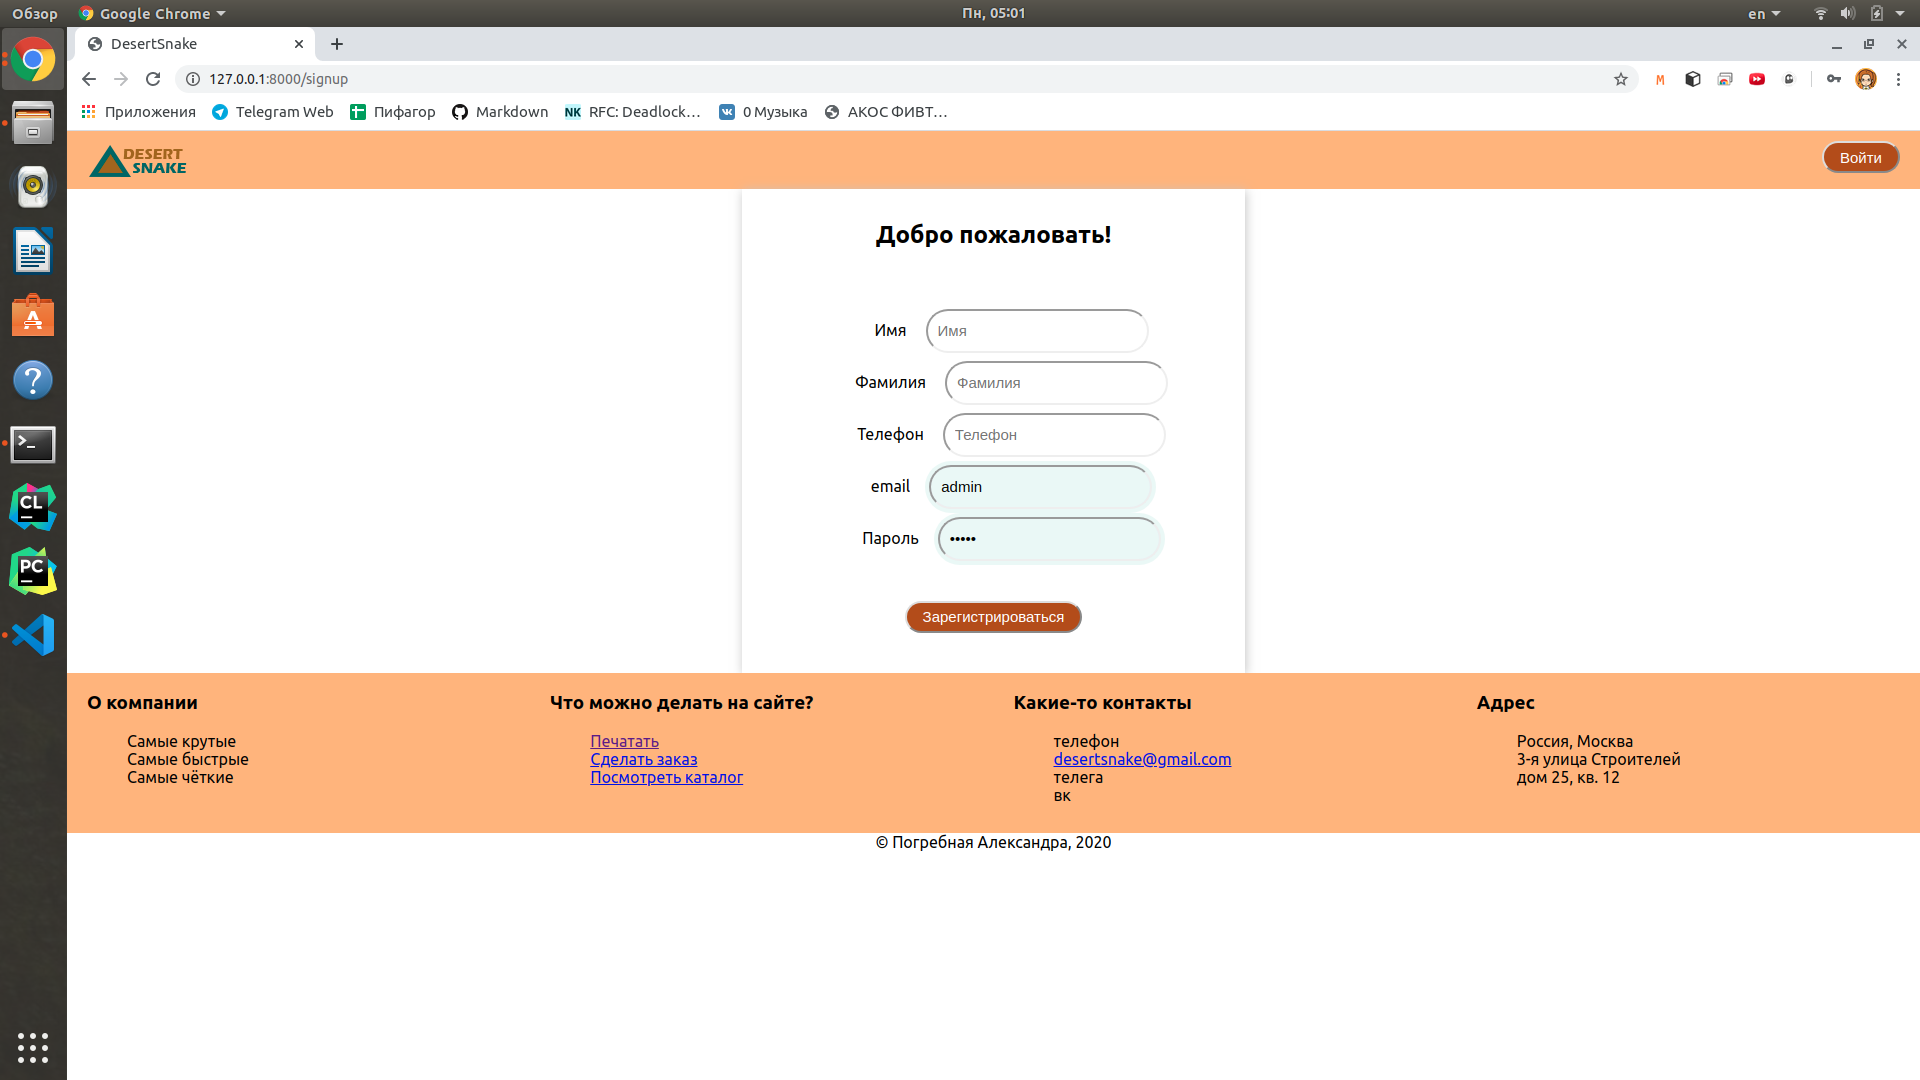 Обзор
Google Chrome
Пн, 05:01
en
DesertSnake
127.0.0.1:8000/signup
M
Приложения
Telegram Web
Пифагор
Markdown
NK
RFC: Deadlock…
0 Музыка
АКОС ФИВТ…
DESERT
SNAKE
Войти
Добро пожаловать!
Имя
Имя
Фамилия
Фамилия
Телефон
Телефон
email
admin
Пароль
•••••
Зарегистрироваться
CL
PC
О компании
Самые крутые
Самые быстрые
Самые чёткие
Что можно делать на сайте?
Печатать
Сделать заказ
Посмотреть каталог
Какие-то контакты
телефон
desertsnake@gmail.com
телега
вк
Адрес
Россия, Москва
3-я улица Строителей
дом 25, кв. 12
© Погребная Александра, 2020